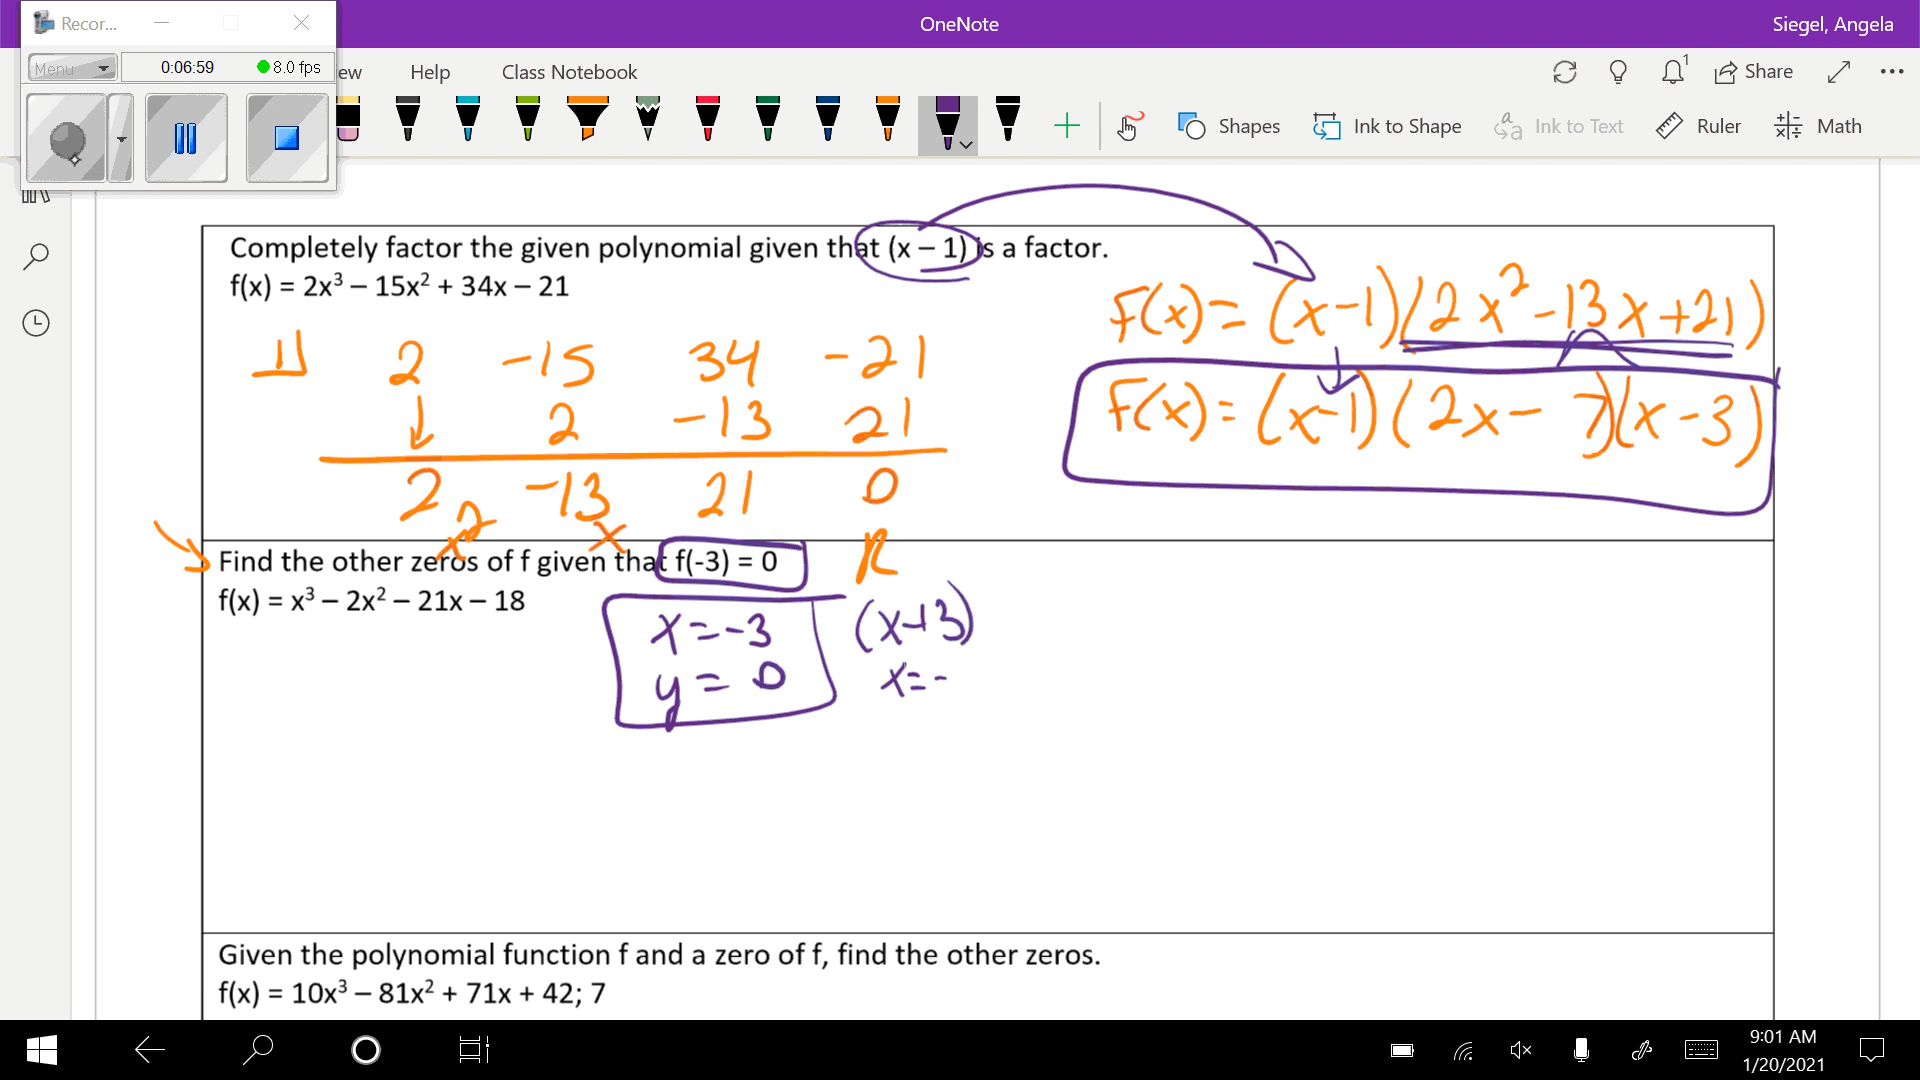 Recor...
OneNote
Siegel, Angela
Menu
0:06:59
8.0 fps
ew
Help
Class Notebook
1
Share
Shapes
Ink to Shape
Ink to Text
Ruler
Math
Completely factor the given polynomial given that (x – 1) is a factor.
f(x) = 2x³ – 15x² + 34x – 21
1 2 -15 34 -21
2 -13 21
2 -13 21 0
x² x R
f(x) = (x-1)(2x²-13x+21)
f(x) = (x-1)(2x-7)(x-3)
Find the other zeros of f given that f(-3) = 0
f(x) = x³ – 2x² – 21x – 18
x=-3
y=0
(x+3)
x=-
Given the polynomial function f and a zero of f, find the other zeros.
f(x) = 10x³ – 81x² + 71x + 42; 7
9:01 AM
1/20/2021